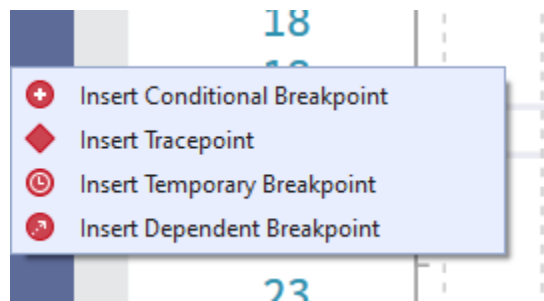 18
Insert Conditional Breakpoint
Insert Tracepoint
Insert Temporary Breakpoint
Insert Dependent Breakpoint
23